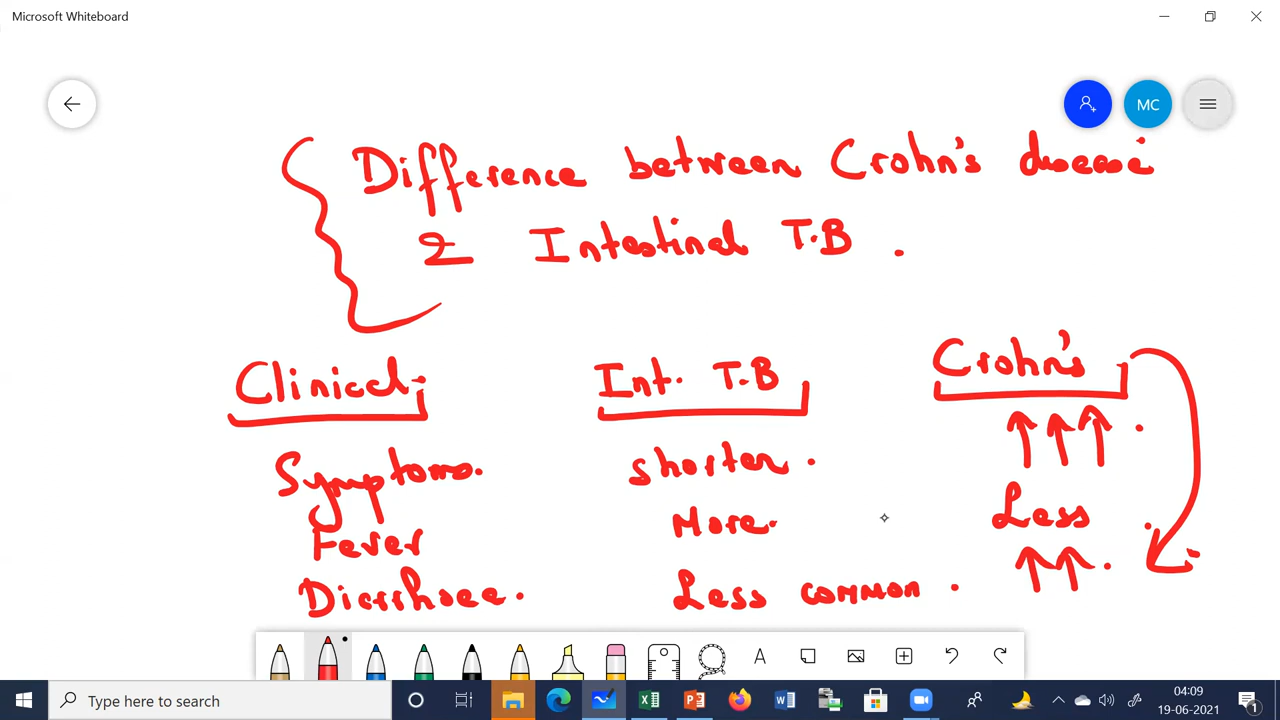 Microsoft Whiteboard
MC
Difference between Crohn's disease
& Intestinal T.B.
Clinical Int. T.B Crohn's
Symptoms. shorter. ↑↑↑.
Fever More. Less
Diarrhoea. Less common. ↑↑.
A
Type here to search
04:09
19-06-2021
1